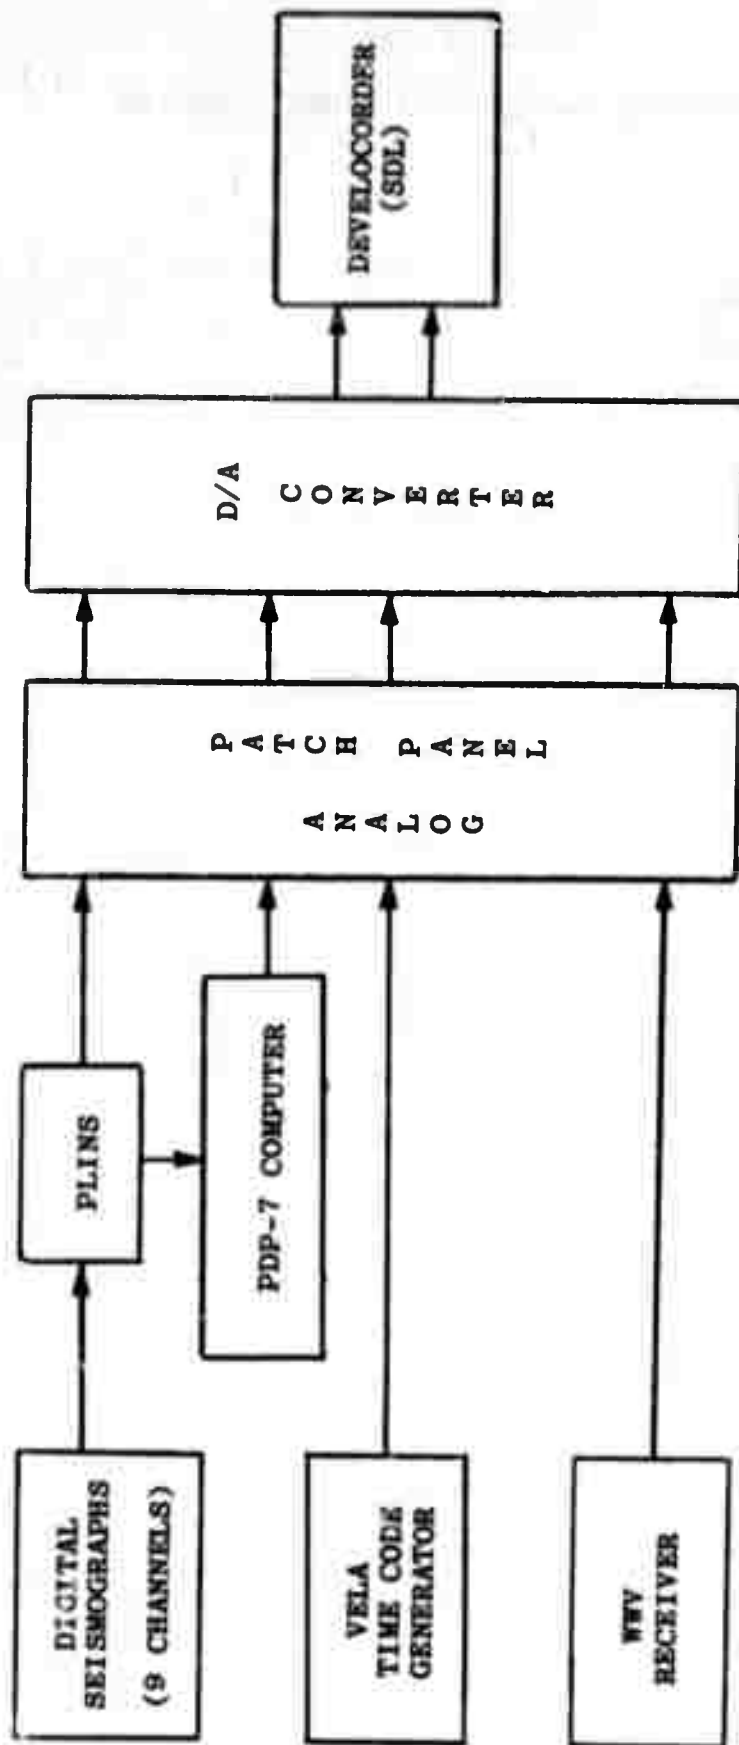 DIGITAL
SEISMOGRAPHS
(9 CHANNELS)
PLINS
PDP-7 COMPUTER
VELA
TIME CODE
GENERATOR
WWV
RECEIVER
PATCH PANEL
ANALOG
D/A
CONVERTER
DEVELOCORDER
(SDL)